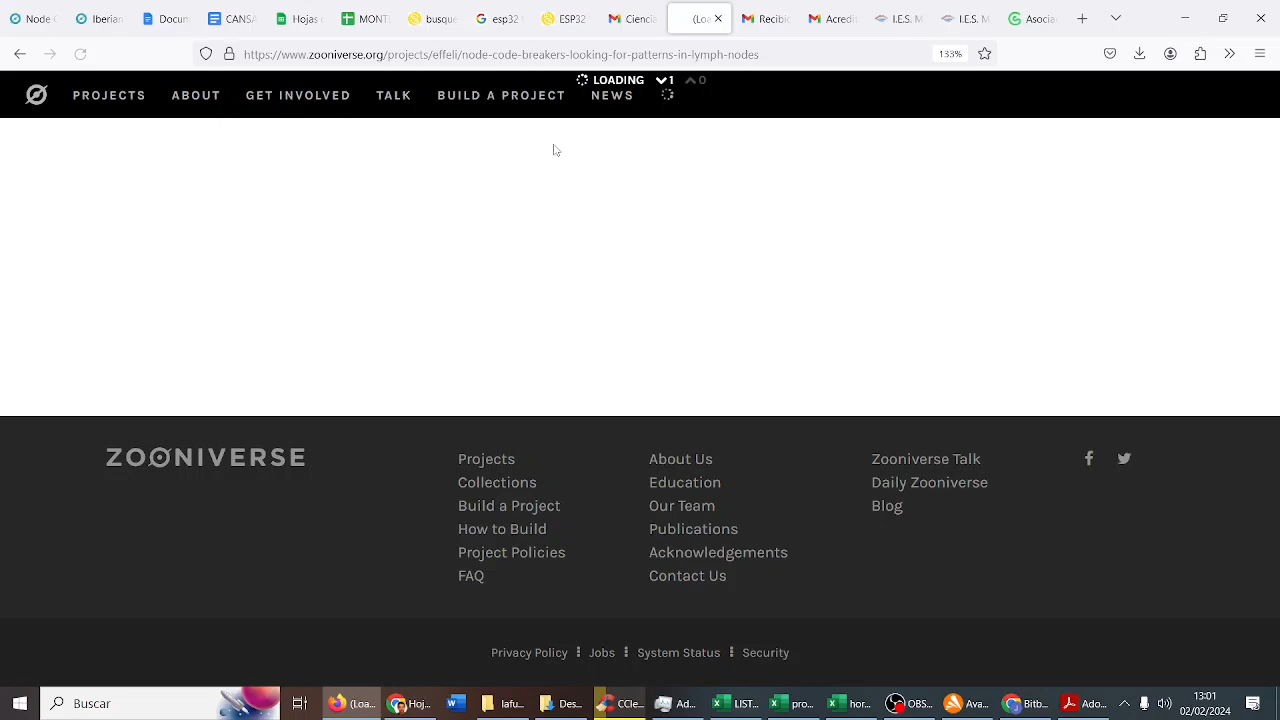 Node C
Iberian
Docum
CANSA
Hojas
MONT
busque
esp32
ESP32
Cienci
(Loa
Recibi
Acredi
I.E.S. M
I.E.S. M
Asocia
https://www.zooniverse.org/projects/effeli/node-code-breakers-looking-for-patterns-in-lymph-nodes
133%
LOADING 1 0
PROJECTS ABOUT GET INVOLVED TALK BUILD A PROJECT NEWS
ZOONIVERSE
Projects
Collections
Build a Project
How to Build
Project Policies
FAQ
About Us
Education
Our Team
Publications
Acknowledgements
Contact Us
Zooniverse Talk
Daily Zooniverse
Blog
Privacy Policy Jobs System Status Security
Buscar
(Loa...
Hoj...
Des...
CCle...
Ad...
LIST...
pro...
hor...
OBS...
Ava...
Bitb...
Ado...
13:01
02/02/2024